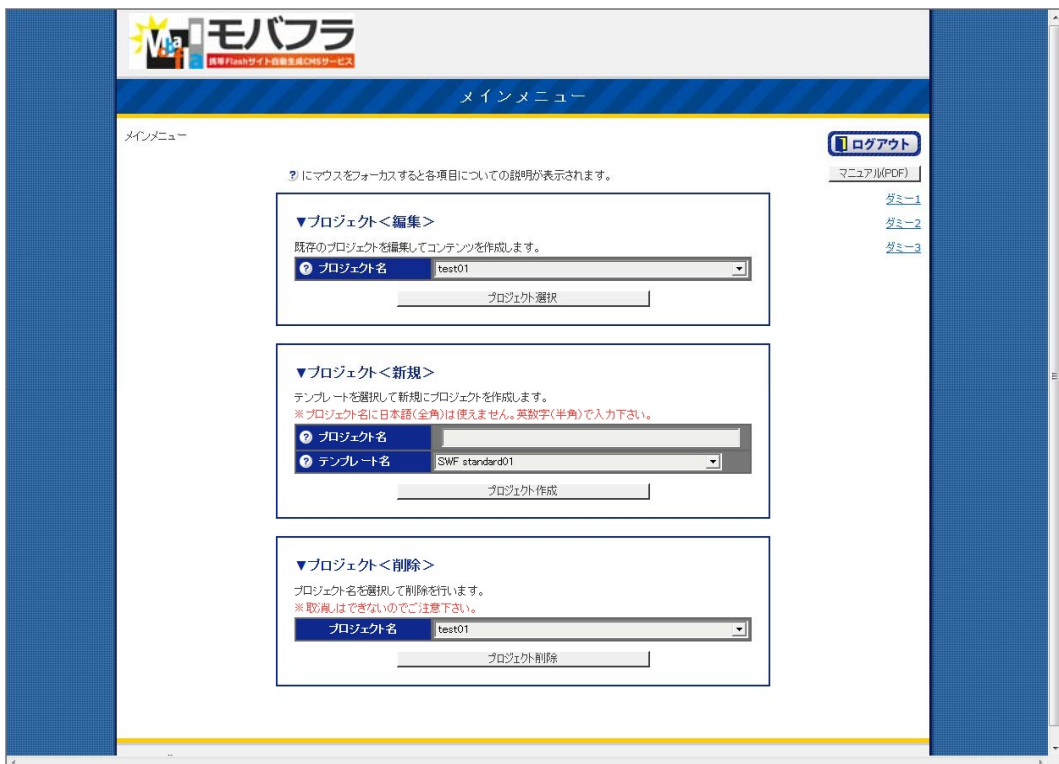 モバフラ
携帯Flashサイト自動生成CMSサービス
メインメニュー
メインメニュー
ログアウト
マニュアル(PDF)
ダミー1
ダミー2
ダミー3
? にマウスをフォーカスすると各項目についての説明が表示されます。
▼プロジェクト<編集>
既存のプロジェクトを編集してコンテンツを作成します。
? プロジェクト名 test01
プロジェクト選択
▼プロジェクト<新規>
テンプレートを選択して新規にプロジェクトを作成します。
※プロジェクト名に日本語(全角)は使えません。英数字(半角)で入力下さい。
? プロジェクト名
? テンプレート名 SWF standard01
プロジェクト作成
▼プロジェクト<削除>
プロジェクト名を選択して削除を行います。
※取消しはできないのでご注意下さい。
プロジェクト名 test01
プロジェクト削除